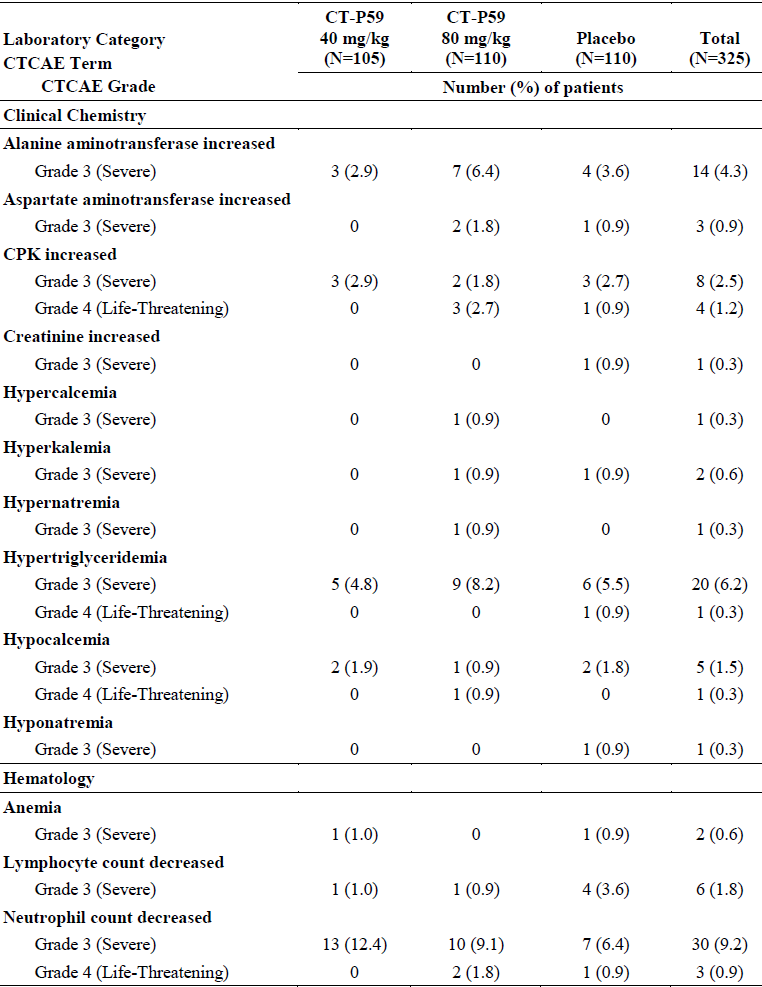 Laboratory Category CTCAE Term CTCAE Grade CT-P59 40 mg/kg (N=105) CT-P59 80 mg/kg (N=110) Placebo (N=110) Total (N=325)
Number (%) of patients
Clinical Chemistry
Alanine aminotransferase increased
Grade 3 (Severe) 3 (2.9) 7 (6.4) 4 (3.6) 14 (4.3)
Aspartate aminotransferase increased
Grade 3 (Severe) 0 2 (1.8) 1 (0.9) 3 (0.9)
CPK increased
Grade 3 (Severe) 3 (2.9) 2 (1.8) 3 (2.7) 8 (2.5)
Grade 4 (Life-Threatening) 0 3 (2.7) 1 (0.9) 4 (1.2)
Creatinine increased
Grade 3 (Severe) 0 0 1 (0.9) 1 (0.3)
Hypercalcemia
Grade 3 (Severe) 0 1 (0.9) 0 1 (0.3)
Hyperkalemia
Grade 3 (Severe) 0 1 (0.9) 1 (0.9) 2 (0.6)
Hypernatremia
Grade 3 (Severe) 0 1 (0.9) 0 1 (0.3)
Hypertriglyceridemia
Grade 3 (Severe) 5 (4.8) 9 (8.2) 6 (5.5) 20 (6.2)
Grade 4 (Life-Threatening) 0 0 1 (0.9) 1 (0.3)
Hypocalcemia
Grade 3 (Severe) 2 (1.9) 1 (0.9) 2 (1.8) 5 (1.5)
Grade 4 (Life-Threatening) 0 1 (0.9) 0 1 (0.3)
Hyponatremia
Grade 3 (Severe) 0 0 1 (0.9) 1 (0.3)
Hematology
Anemia
Grade 3 (Severe) 1 (1.0) 0 1 (0.9) 2 (0.6)
Lymphocyte count decreased
Grade 3 (Severe) 1 (1.0) 1 (0.9) 4 (3.6) 6 (1.8)
Neutrophil count decreased
Grade 3 (Severe) 13 (12.4) 10 (9.1) 7 (6.4) 30 (9.2)
Grade 4 (Life-Threatening) 0 2 (1.8) 1 (0.9) 3 (0.9)